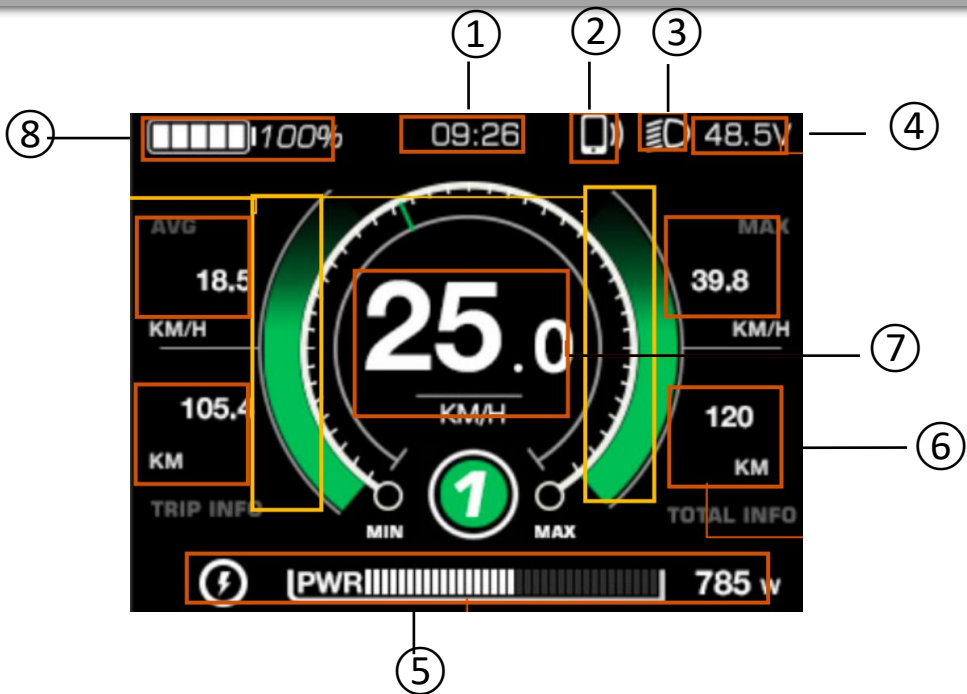 ① ② ③
⑧ 100% 09:26 48.5V ④
AVG MAX
18.5 39.8
KM/H KM/H
25.0 ⑦
KM/H
105.4 120
KM KM ⑥
TRIP INFO TOTAL INFO
1
MIN MAX
PWR 785 W
⑤